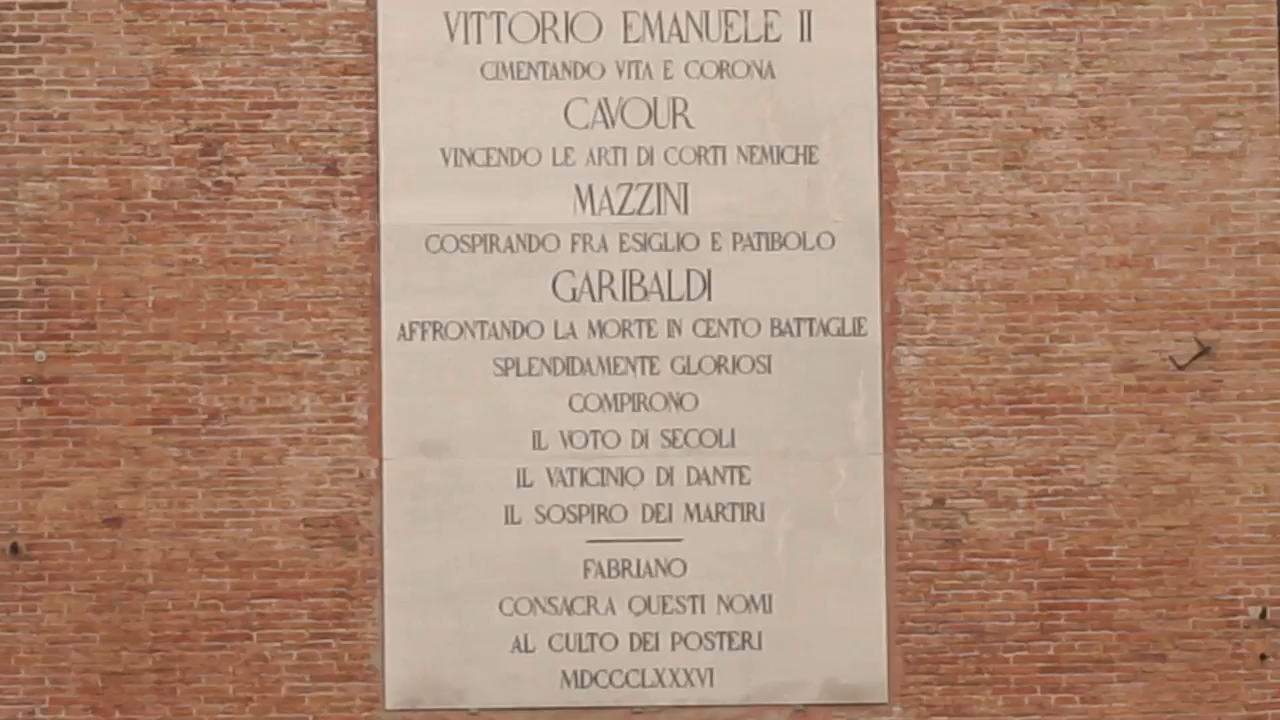 VITTORIO EMANUELE II
CIMENTANDO VITA E CORONA
CAVOUR
VINCENDO LE ARTI DI CORTI NEMICHE
MAZZINI
COSPIRANDO FRA ESIGLIO E PATIBOLO
GARIBALDI
AFFRONTANDO LA MORTE IN CENTO BATTAGLIE
SPLENDIDAMENTE GLORIOSI
COMPIRONO
IL VOTO DI SECOLI
IL VATICINIO DI DANTE
IL SOSPIRO DEI MARTIRI
FABRIANO
CONSACRA QUESTI NOMI
AL CULTO DEI POSTERI
MDCCCLXXXVI